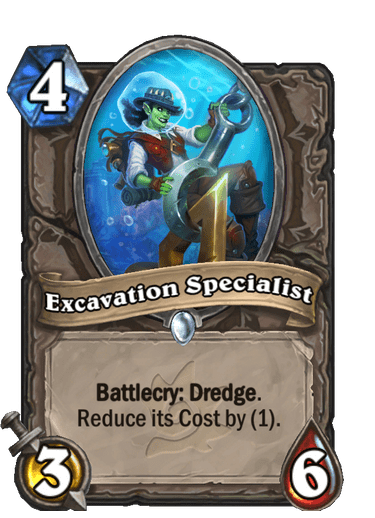 4
Excavation Specialist
Battlecry: Dredge.
Reduce its Cost by (1).
3
6